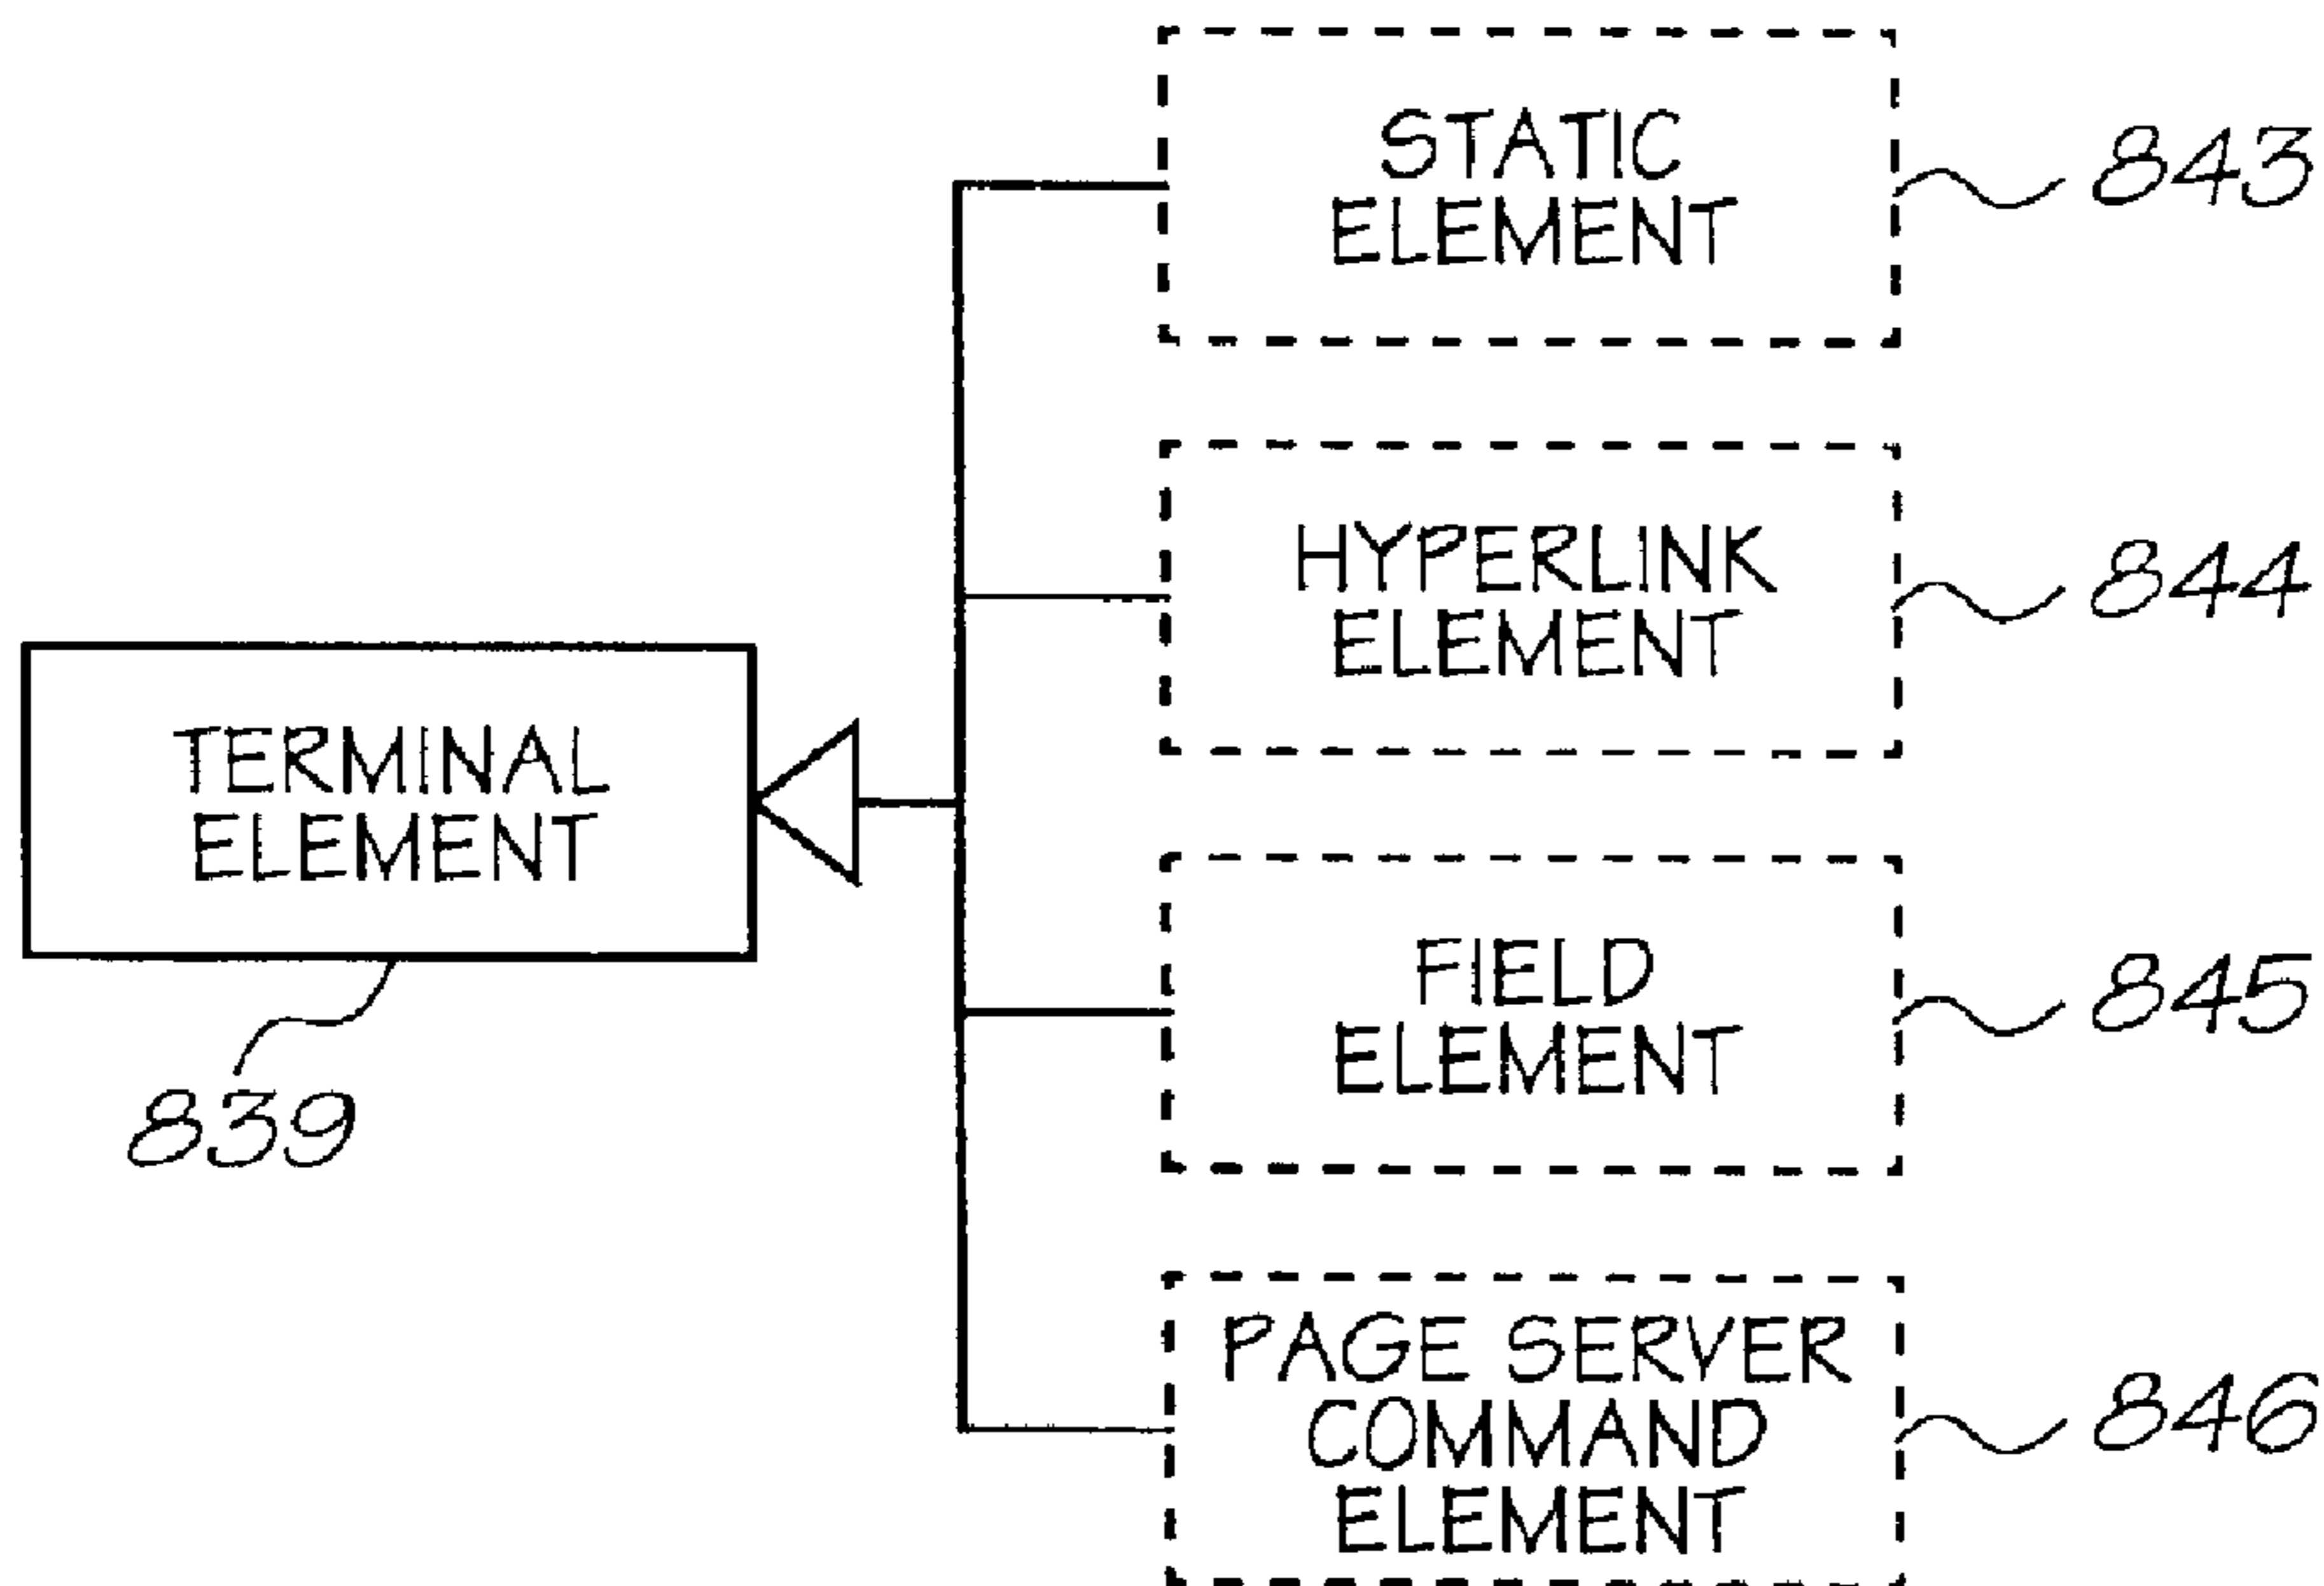 STATIC
ELEMENT
843
HYPERLINK
ELEMENT
844
TERMINAL
ELEMENT
839
FIELD
ELEMENT
845
PAGE SERVER
COMMAND
ELEMENT
846